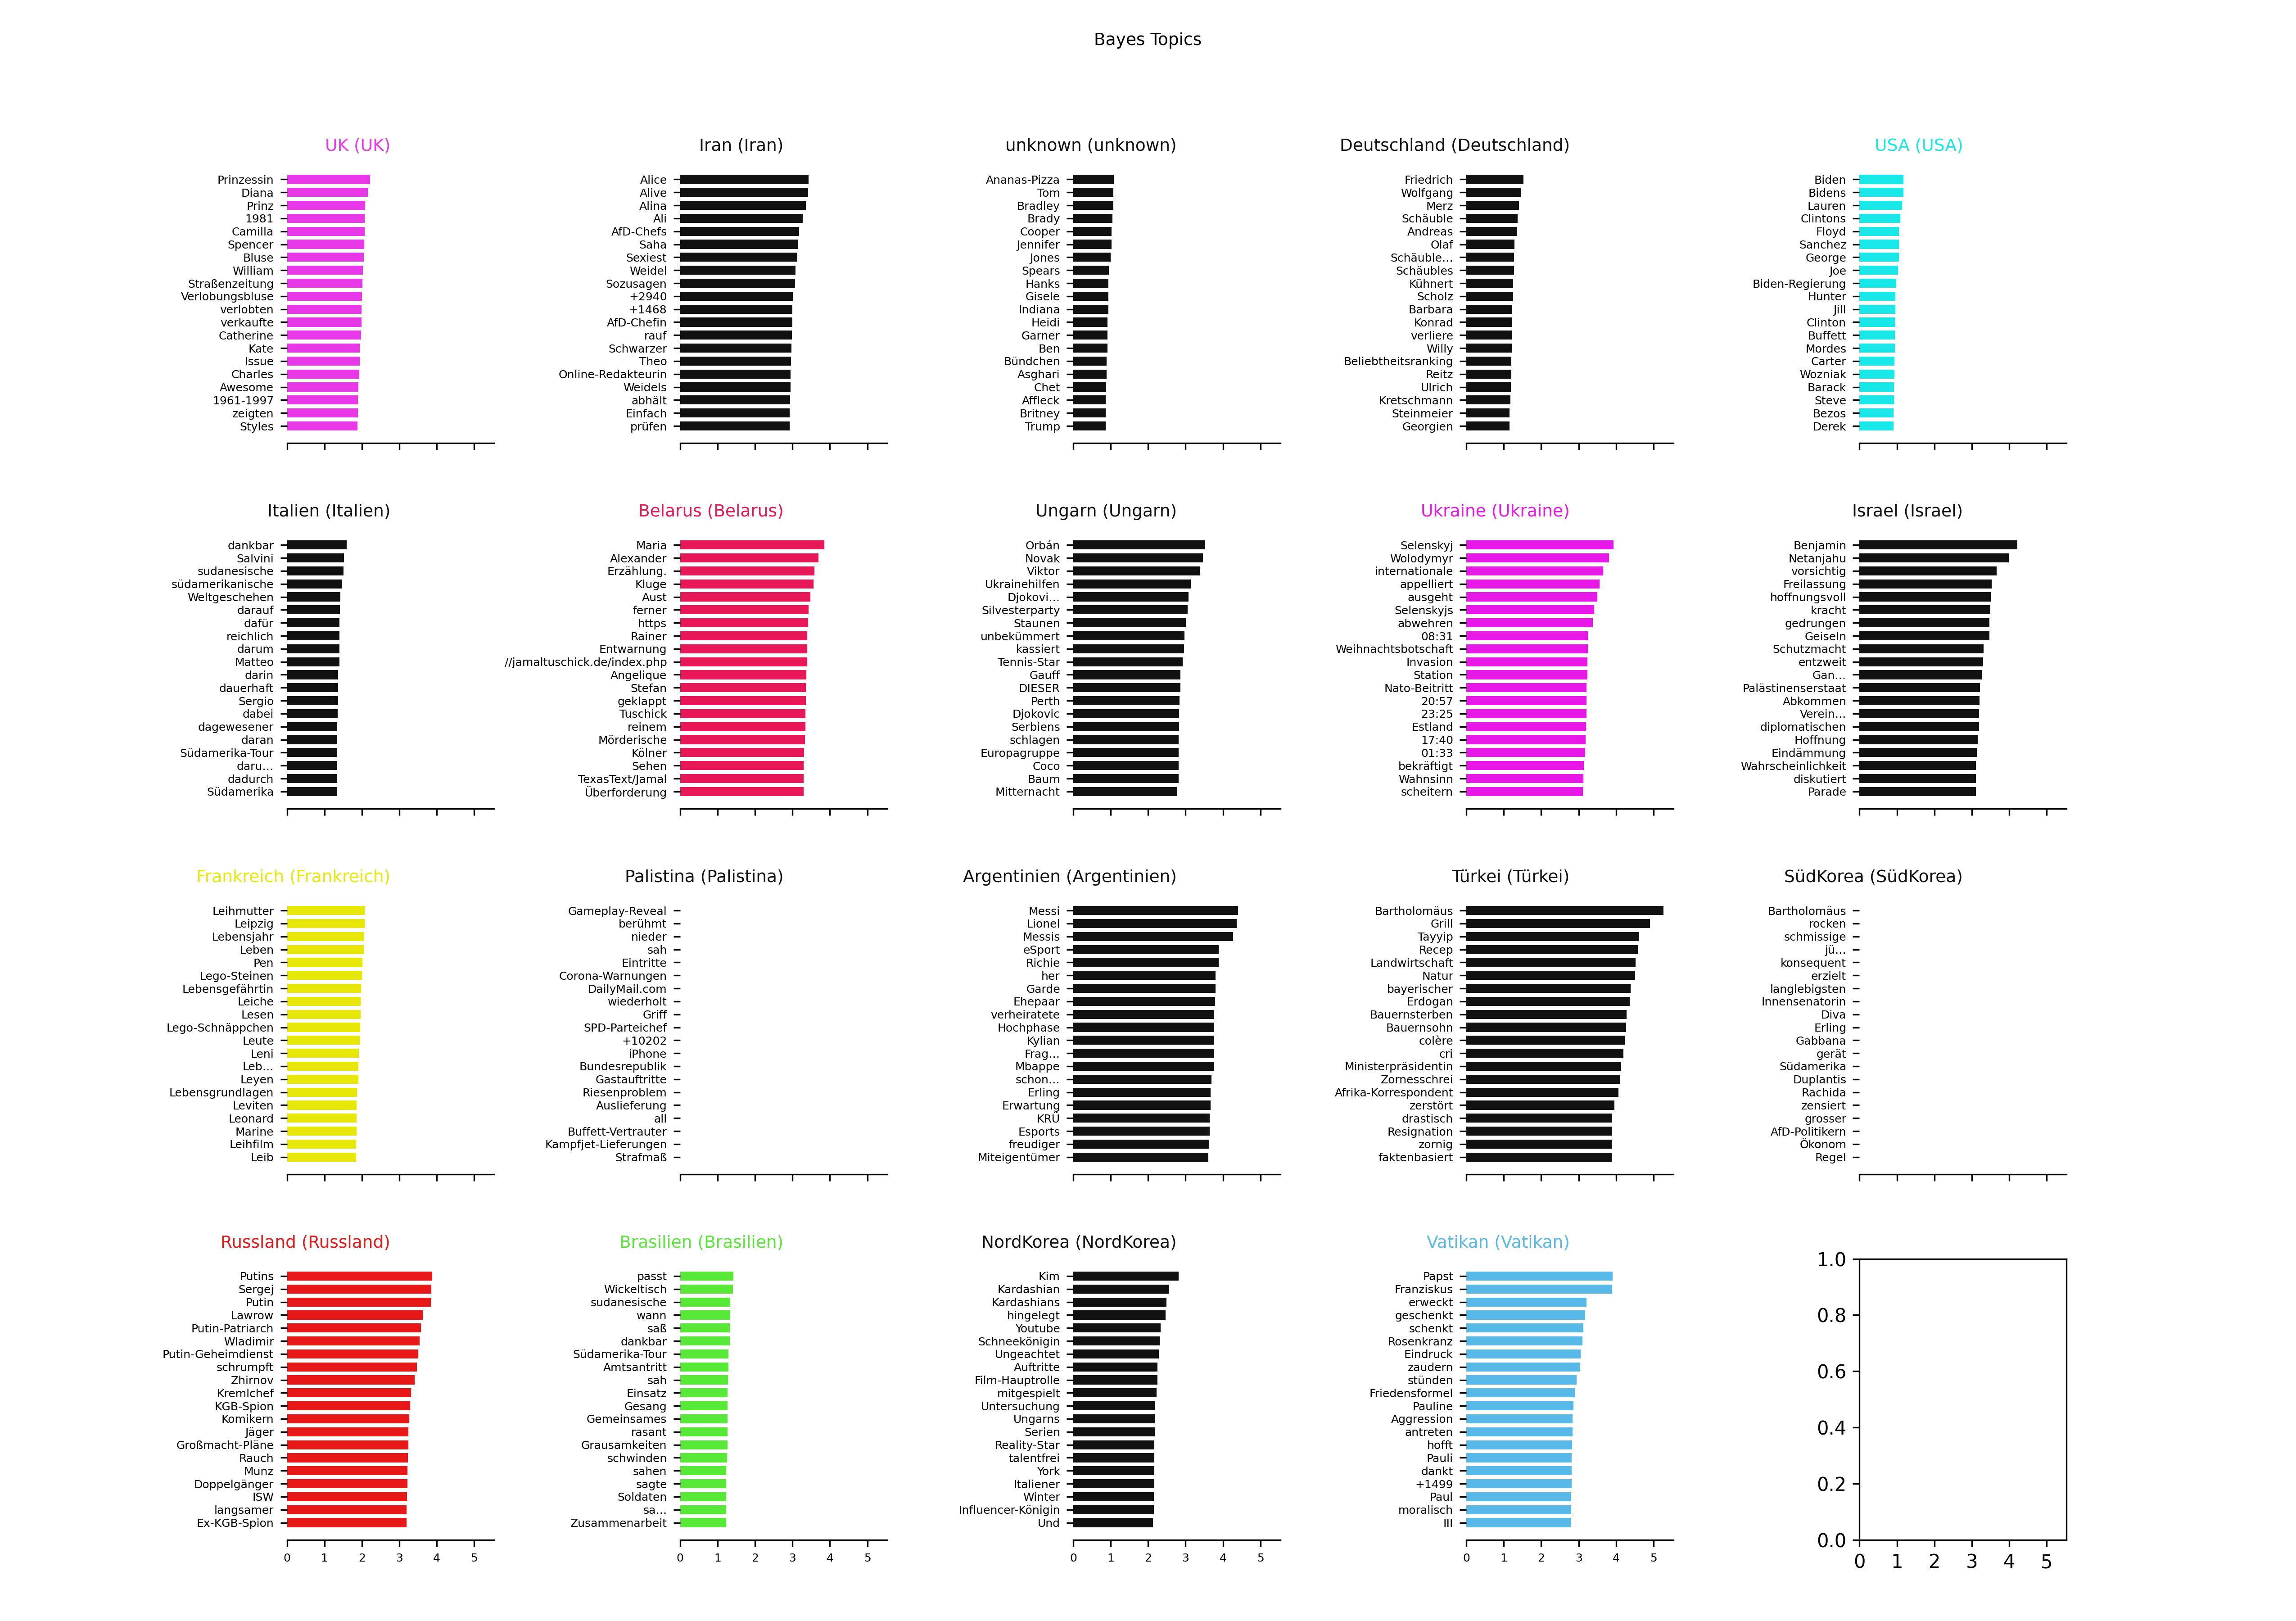 Bayes Topics
UK (UK)
Prinzessin
Diana
Prinz
1981
Camilla
Spencer
Bluse
William
Straßenzeitung
Verlobungsbluse
verlobten
verkaufte
Catherine
Kate
Issue
Charles
Awesome
1961-1997
zeigten
Styles
Iran (Iran)
Alice
Alive
Alina
Ali
AfD-Chefs
Saha
Sexiest
Weidel
Sozusagen
+2940
+1468
AfD-Chefin
rauf
Schwarzer
Theo
Online-Redakteurin
Weidels
abhält
Einfach
prüfen
unknown (unknown)
Ananas-Pizza
Tom
Bradley
Brady
Cooper
Jennifer
Jones
Spears
Hanks
Gisele
Indiana
Heidi
Garner
Ben
Bündchen
Asghari
Chet
Affleck
Britney
Trump
Deutschland (Deutschland)
Friedrich
Wolfgang
Merz
Schäuble
Andreas
Olaf
Schäuble…
Schäubles
Kühnert
Scholz
Barbara
Konrad
verliere
Willy
Beliebtheitsranking
Reitz
Ulrich
Kretschmann
Steinmeier
Georgien
USA (USA)
Biden
Bidens
Lauren
Clintons
Floyd
Sanchez
George
Joe
Biden-Regierung
Hunter
Jill
Clinton
Buffett
Mordes
Carter
Wozniak
Barack
Steve
Bezos
Derek
Italien (Italien)
dankbar
Salvini
sudanesische
südamerikanische
Weltgeschehen
darauf
dafür
reichlich
darum
Matteo
darin
dauerhaft
Sergio
dabei
dagewesener
daran
Südamerika-Tour
daru…
dadurch
Südamerika
Belarus (Belarus)
Maria
Alexander
Erzählung.
Kluge
Aust
ferner
https
Rainer
Entwarnung
//jamaltuschick.de/index.php
Angelique
Stefan
geklappt
Tuschick
reinem
Mörderische
Kölner
Sehen
TexasText/Jamal
Überforderung
Ungarn (Ungarn)
Orbán
Novak
Viktor
Ukrainehilfen
Djokovi…
Silvesterparty
Staunen
unbekümmert
kassiert
Tennis-Star
Gauff
DIESER
Perth
Djokovic
Serbiens
schlagen
Europagruppe
Coco
Baum
Mitternacht
Ukraine (Ukraine)
Selenskyj
Wolodymyr
internationale
appelliert
ausgeht
Selenskyjs
abwehren
08:31
Weihnachtsbotschaft
Invasion
Station
Nato-Beitritt
20:57
23:25
Estland
17:40
01:33
bekräftigt
Wahnsinn
scheitern
Israel (Israel)
Benjamin
Netanjahu
vorsichtig
Freilassung
hoffnungsvoll
kracht
gedrungen
Geiseln
Schutzmacht
entzweit
Gan…
Palästinenserstaat
Abkommen
Verein…
diplomatischen
Hoffnung
Eindämmung
Wahrscheinlichkeit
diskutiert
Parade
Frankreich (Frankreich)
Leihmutter
Leipzig
Lebensjahr
Leben
Pen
Lego-Steinen
Lebensgefährtin
Leiche
Lesen
Lego-Schnäppchen
Leute
Leni
Leb…
Leyen
Lebensgrundlagen
Leviten
Leonard
Marine
Leihfilm
Leib
Palistina (Palistina)
Gameplay-Reveal
berühmt
nieder
sah
Eintritte
Corona-Warnungen
DailyMail.com
wiederholt
Griff
SPD-Parteichef
+10202
iPhone
Bundesrepublik
Gastauftritte
Riesenproblem
Auslieferung
all
Buffett-Vertrauter
Kampfjet-Lieferungen
Strafmaß
Argentinien (Argentinien)
Messi
Lionel
Messis
eSport
Richie
her
Garde
Ehepaar
verheiratete
Hochphase
Kylian
Frag…
Mbappe
schon…
Erling
Erwartung
KRÜ
Esports
freudiger
Miteigentümer
Türkei (Türkei)
Bartholomäus
Grill
Tayyip
Recep
Landwirtschaft
Natur
bayerischer
Erdogan
Bauernsterben
Bauernsohn
colère
cri
Ministerpräsidentin
Zornesschrei
Afrika-Korrespondent
zerstört
drastisch
Resignation
zornig
faktenbasiert
SüdKorea (SüdKorea)
Bartholomäus
rocken
schmissige
jü…
konsequent
erzielt
langlebigsten
Innensenatorin
Diva
Erling
Gabbana
gerät
Südamerika
Duplantis
Rachida
zensiert
grosser
AfD-Politikern
Ökonom
Regel
Russland (Russland)
Putins
Sergej
Putin
Lawrow
Putin-Patriarch
Wladimir
Putin-Geheimdienst
schrumpft
Zhirnov
Kremlchef
KGB-Spion
Komikern
Jäger
Großmacht-Pläne
Rauch
Munz
Doppelgänger
ISW
langsamer
Ex-KGB-Spion
0 1 2 3 4 5
Brasilien (Brasilien)
passt
Wickeltisch
sudanesische
wann
saß
dankbar
Südamerika-Tour
Amtsantritt
sah
Einsatz
Gesang
Gemeinsames
rasant
Grausamkeiten
schwinden
sahen
sagte
Soldaten
sa…
Zusammenarbeit
0 1 2 3 4 5
NordKorea (NordKorea)
Kim
Kardashian
Kardashians
hingelegt
Youtube
Schneekönigin
Ungeachtet
Auftritte
Film-Hauptrolle
mitgespielt
Untersuchung
Ungarns
Serien
Reality-Star
talentfrei
York
Italiener
Winter
Influencer-Königin
Und
0 1 2 3 4 5
Vatikan (Vatikan)
Papst
Franziskus
erweckt
geschenkt
schenkt
Rosenkranz
Eindruck
zaudern
stünden
Friedensformel
Pauline
Aggression
antreten
hofft
Pauli
dankt
+1499
Paul
moralisch
III
0 1 2 3 4 5
1.0
0.8
0.6
0.4
0.2
0.0
0 1 2 3 4 5